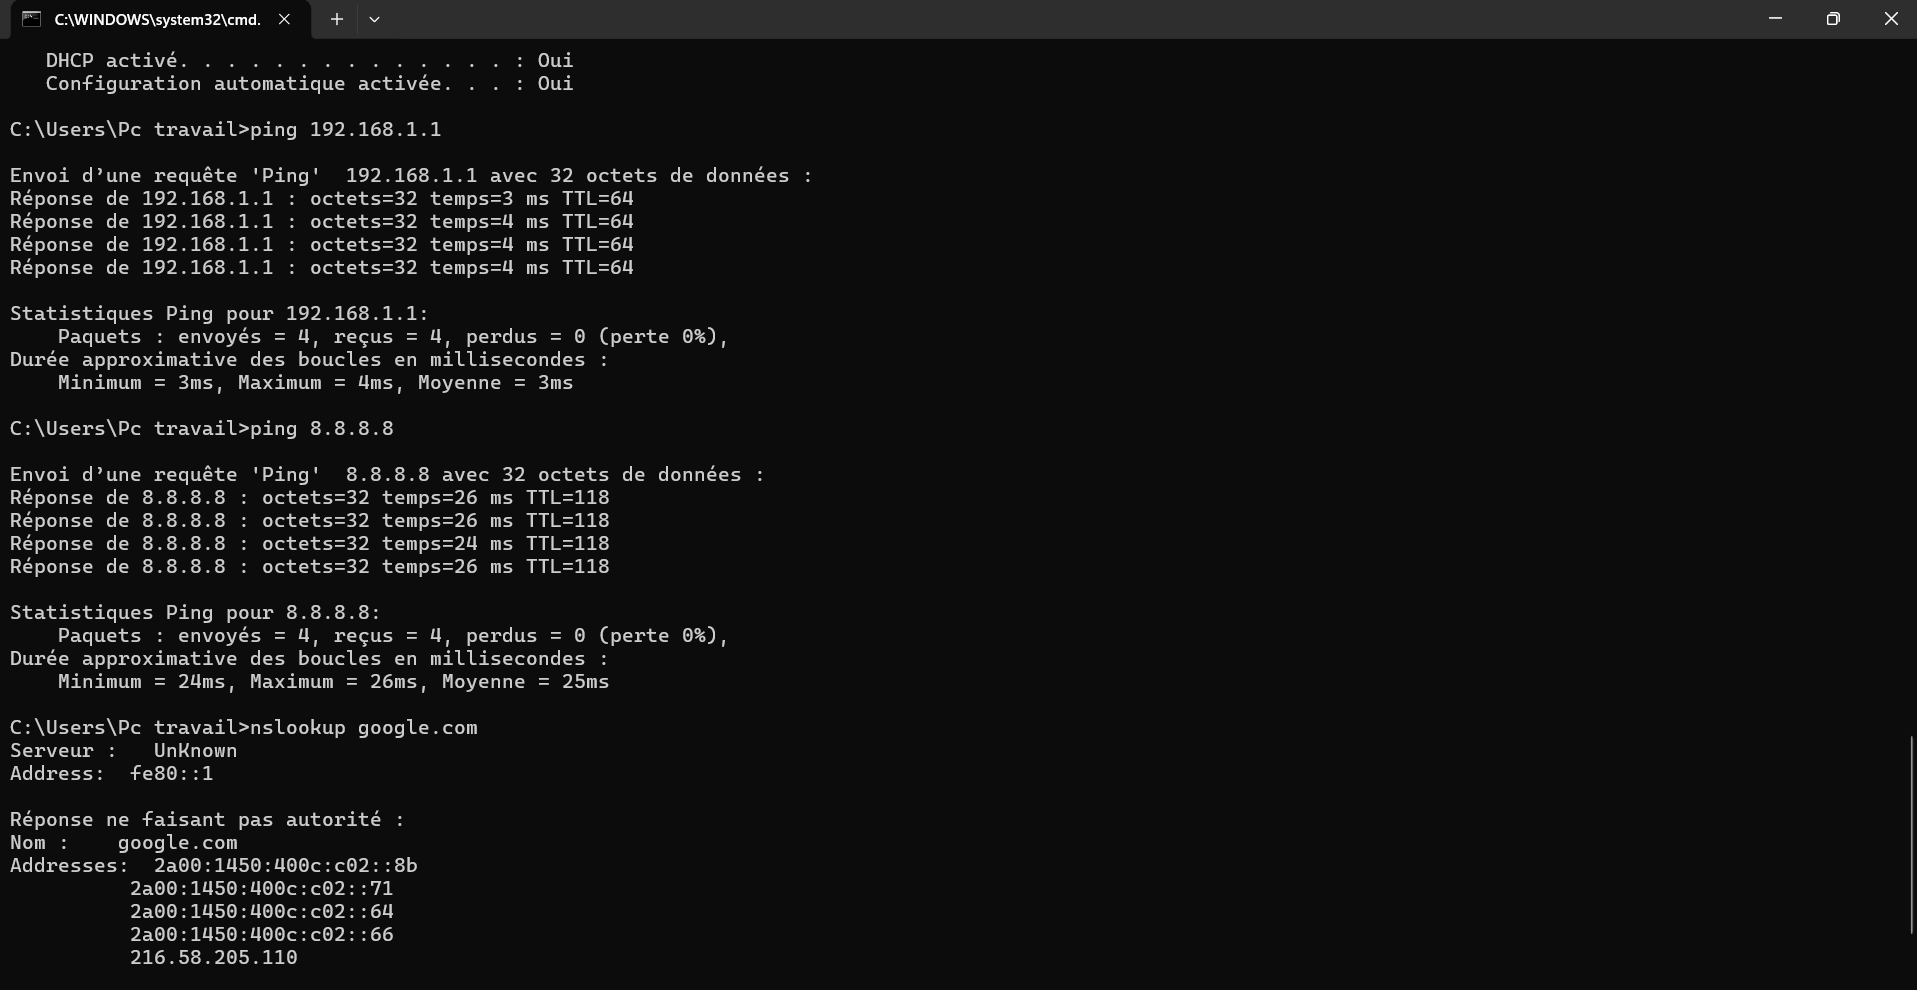 C:\WINDOWS\system32\cmd.
DHCP activé. . . . . . . . . . . . . . : Oui
Configuration automatique activée. . . : Oui
C:\Users\Pc travail>ping 192.168.1.1
Envoi d’une requête 'Ping'  192.168.1.1 avec 32 octets de données :
Réponse de 192.168.1.1 : octets=32 temps=3 ms TTL=64
Réponse de 192.168.1.1 : octets=32 temps=4 ms TTL=64
Réponse de 192.168.1.1 : octets=32 temps=4 ms TTL=64
Réponse de 192.168.1.1 : octets=32 temps=4 ms TTL=64
Statistiques Ping pour 192.168.1.1:
Paquets : envoyés = 4, reçus = 4, perdus = 0 (perte 0%),
Durée approximative des boucles en millisecondes :
Minimum = 3ms, Maximum = 4ms, Moyenne = 3ms
C:\Users\Pc travail>ping 8.8.8.8
Envoi d’une requête 'Ping'  8.8.8.8 avec 32 octets de données :
Réponse de 8.8.8.8 : octets=32 temps=26 ms TTL=118
Réponse de 8.8.8.8 : octets=32 temps=26 ms TTL=118
Réponse de 8.8.8.8 : octets=32 temps=24 ms TTL=118
Réponse de 8.8.8.8 : octets=32 temps=26 ms TTL=118
Statistiques Ping pour 8.8.8.8:
Paquets : envoyés = 4, reçus = 4, perdus = 0 (perte 0%),
Durée approximative des boucles en millisecondes :
Minimum = 24ms, Maximum = 26ms, Moyenne = 25ms
C:\Users\Pc travail>nslookup google.com
Serveur :   UnKnown
Address:  fe80::1
Réponse ne faisant pas autorité :
Nom :    google.com
Addresses:  2a00:1450:400c:c02::8b
2a00:1450:400c:c02::71
2a00:1450:400c:c02::64
2a00:1450:400c:c02::66
216.58.205.110